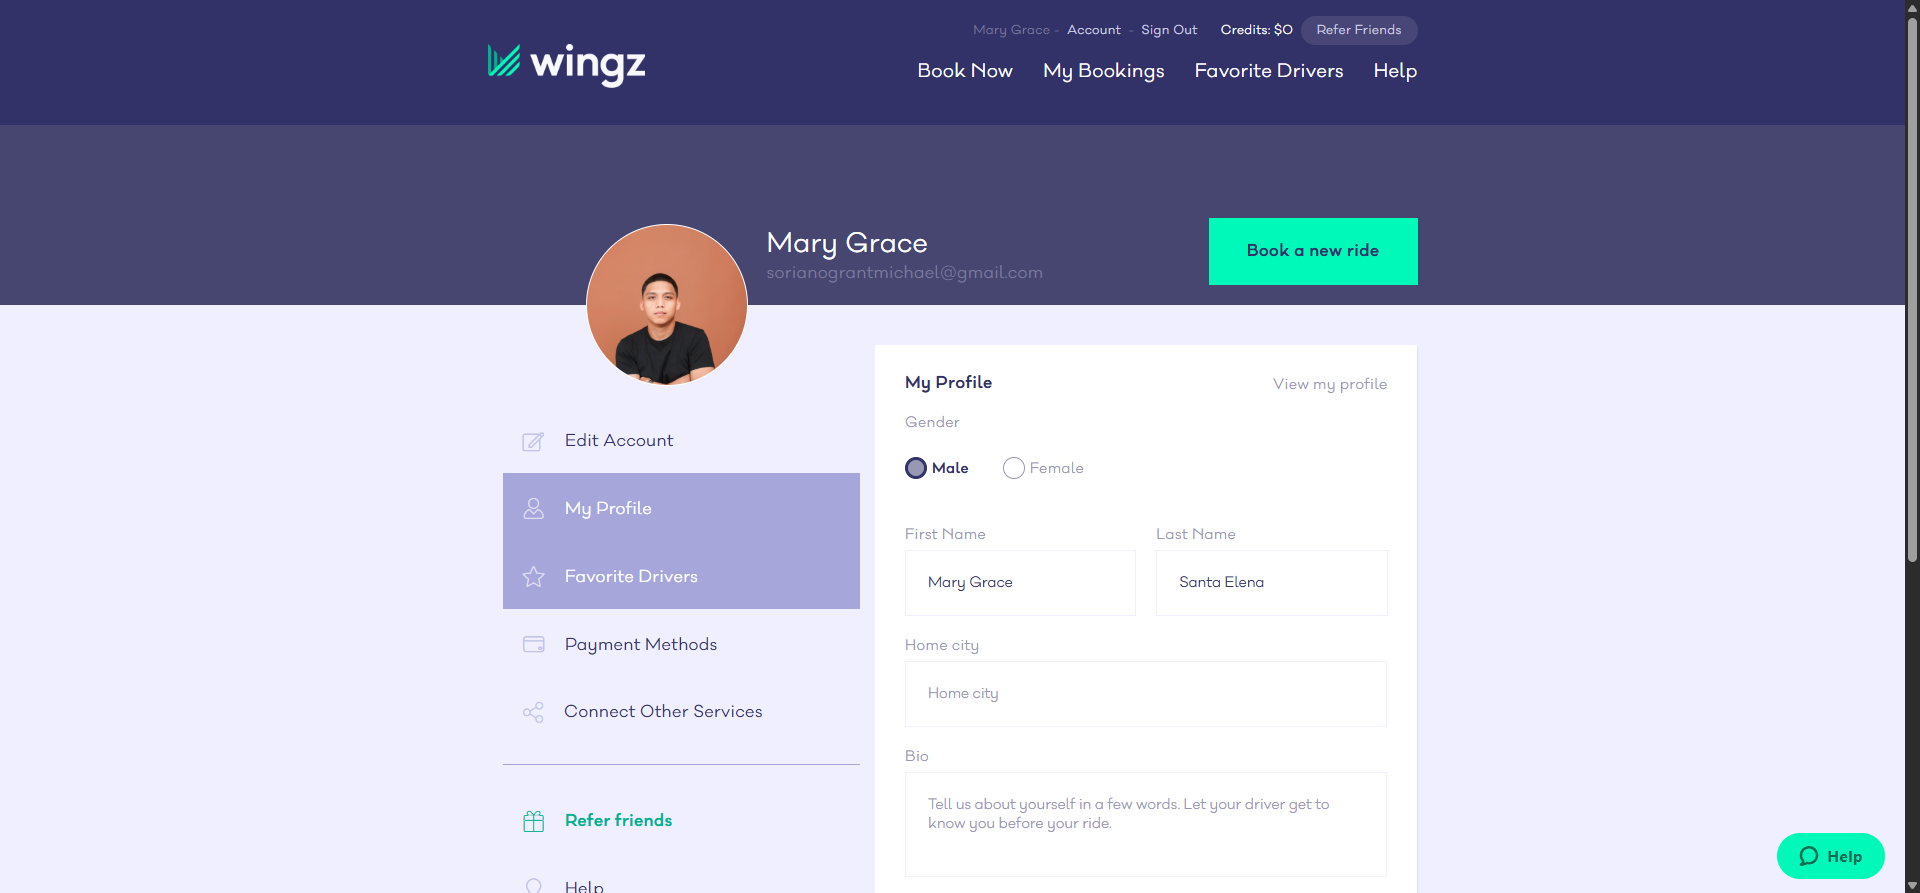 Mary Grace - Account - Sign Out Credits: $0 Refer Friends
wingz
Book Now My Bookings Favorite Drivers Help
Mary Grace
sorianograntmichael@gmail.com
Book a new ride
Edit Account
My Profile
Favorite Drivers
Payment Methods
Connect Other Services
Refer friends
Help
My Profile
View my profile
Gender
Male Female
First Name Last Name
Mary Grace Santa Elena
Home city
Home city
Bio
Tell us about yourself in a few words. Let your driver get to
know you before your ride.
Help